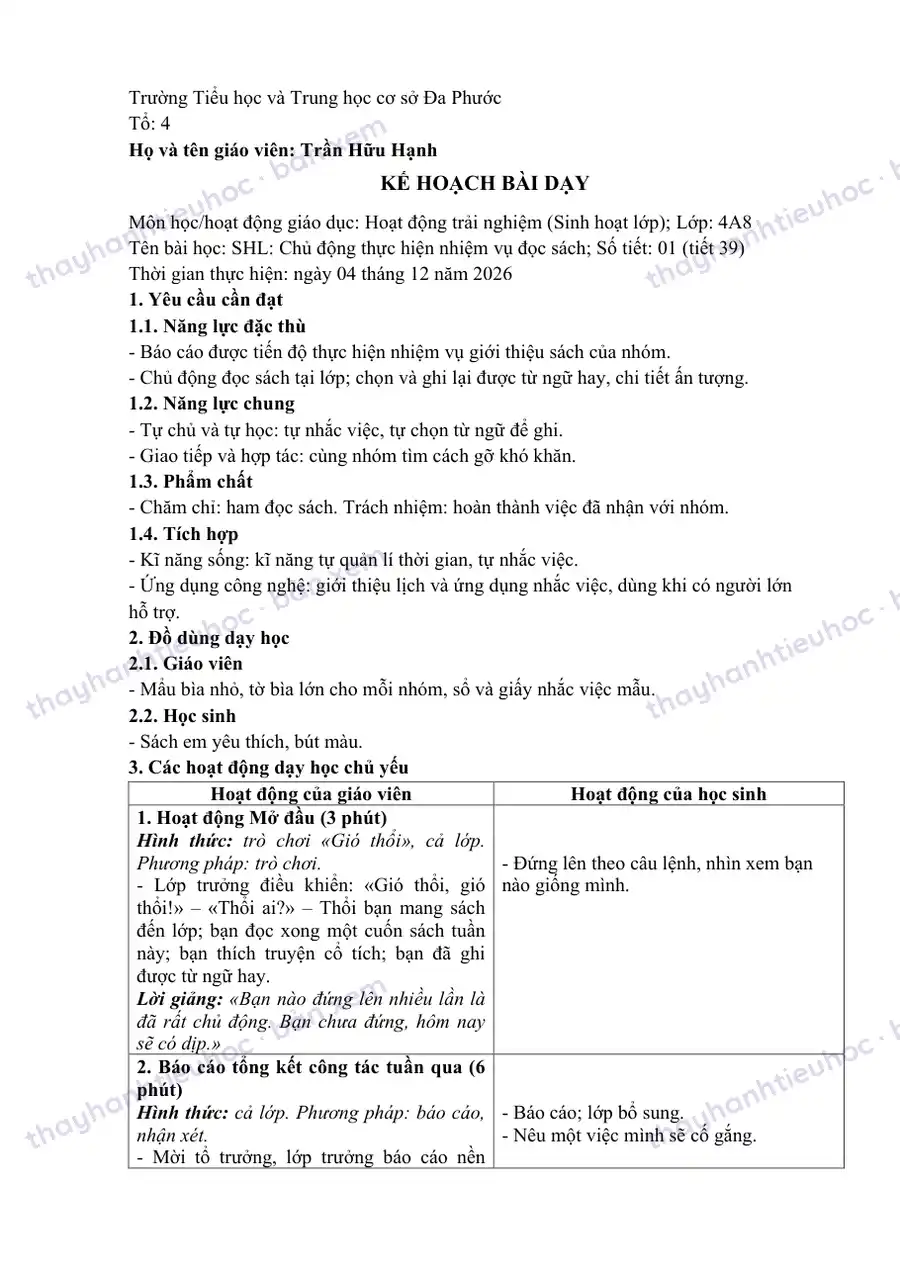 Trường Tiểu học và Trung học cơ sở Đa Phước
Tổ: 4
Họ và tên giáo viên: Trần Hữu Hạnh
KẾ HOẠCH BÀI DẠY
Môn học/hoạt động giáo dục: Hoạt động trải nghiệm (Sinh hoạt lớp); Lớp: 4A8
Tên bài học: SHL: Chủ động thực hiện nhiệm vụ đọc sách; Số tiết: 01 (tiết 39)
Thời gian thực hiện: ngày 04 tháng 12 năm 2026
1. Yêu cầu cần đạt
1.1. Năng lực đặc thù
- Báo cáo được tiến độ thực hiện nhiệm vụ giới thiệu sách của nhóm.
- Chủ động đọc sách tại lớp; chọn và ghi lại được từ ngữ hay, chi tiết ấn tượng.
1.2. Năng lực chung
- Tự chủ và tự học: tự nhắc việc, tự chọn từ ngữ để ghi.
- Giao tiếp và hợp tác: cùng nhóm tìm cách gỡ khó khăn.
1.3. Phẩm chất
- Chăm chỉ: ham đọc sách. Trách nhiệm: hoàn thành việc đã nhận với nhóm.
1.4. Tích hợp
- Kĩ năng sống: kĩ năng tự quản lí thời gian, tự nhắc việc.
- Ứng dụng công nghệ: giới thiệu lịch và ứng dụng nhắc việc, dùng khi có người lớn
hỗ trợ.
2. Đồ dùng dạy học
2.1. Giáo viên
- Mẩu bìa nhỏ, tờ bìa lớn cho mỗi nhóm, sổ và giấy nhắc việc mẫu.
2.2. Học sinh
- Sách em yêu thích, bút màu.
3. Các hoạt động dạy học chủ yếu
Hoạt động của giáo viên
Hoạt động của học sinh
1. Hoạt động Mở đầu (3 phút)
Hình thức: trò chơi «Gió thổi», cả lớp.
Phương pháp: trò chơi.
- Lớp trưởng điều khiển: «Gió thổi, gió
thổi!» – «Thổi ai?» – Thổi bạn mang sách
đến lớp; bạn đọc xong một cuốn sách tuần
này; bạn thích truyện cổ tích; bạn đã ghi
được từ ngữ hay.
Lời giảng: «Bạn nào đứng lên nhiều lần là
đã rất chủ động. Bạn chưa đứng, hôm nay
sẽ có dịp.»
- Đứng lên theo câu lệnh, nhìn xem bạn
nào giống mình.
2. Báo cáo tổng kết công tác tuần qua (6
phút)
Hình thức: cả lớp. Phương pháp: báo cáo,
nhận xét.
- Mời tổ trưởng, lớp trưởng báo cáo nền
- Báo cáo; lớp bổ sung.
- Nêu một việc mình sẽ cố gắng.
thayhanhtieuhoc · bản xem
thayhanhtieuhoc · b
thayhanhtieuhoc · bản xem
thayhanhtieuhoc · b
thayhanhtieuhoc · bản xem
thayhanhtieuhoc · b